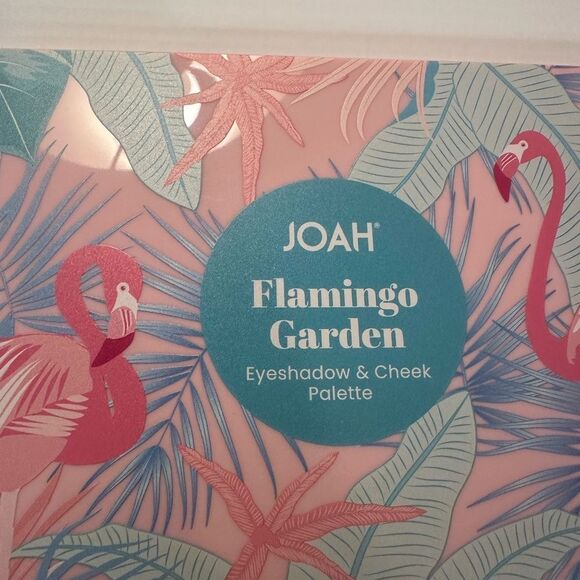 JOAH®
Flamingo
Garden
Eyeshadow & Cheek
Palette